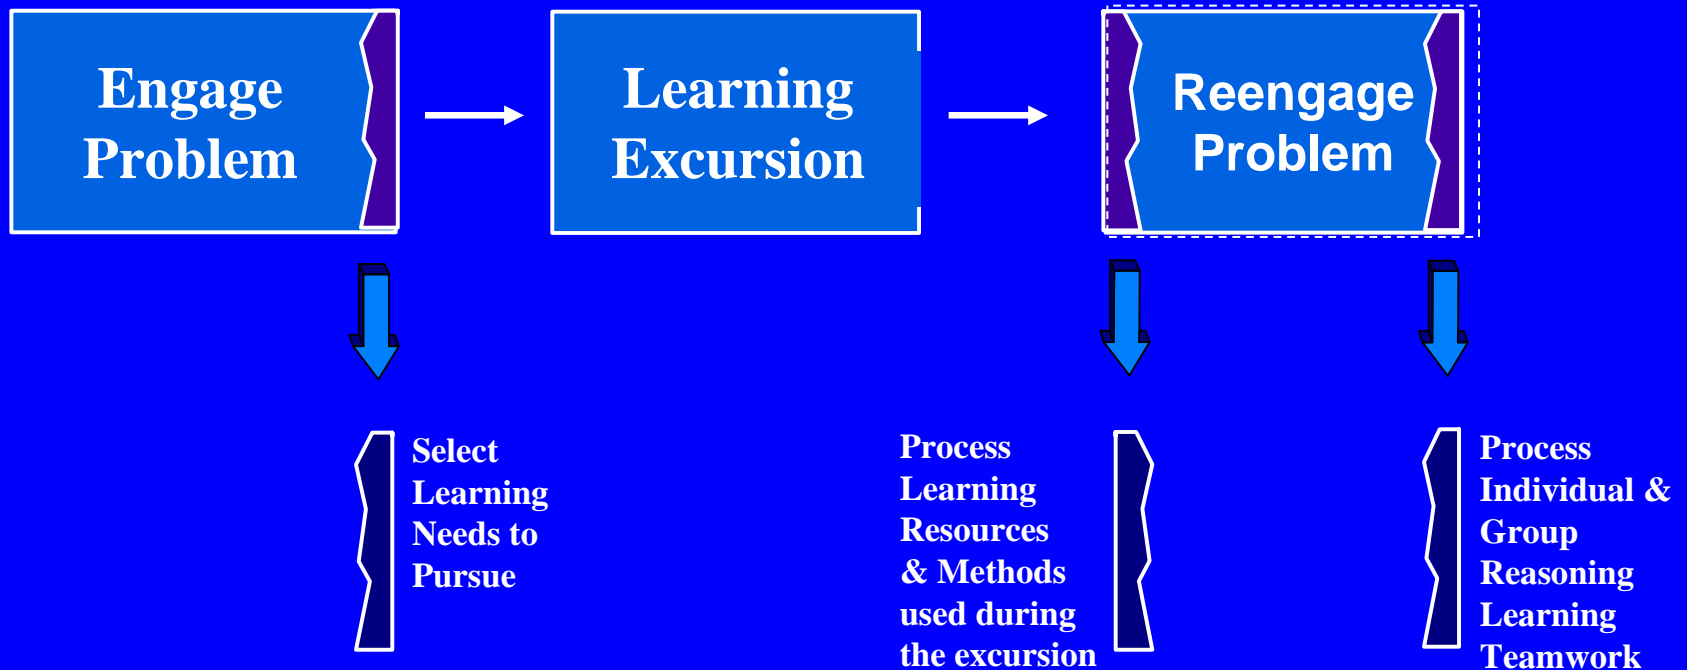 Engage
Problem
Learning
Excursion
Reengage
Problem
Select
Learning
Needs to
Pursue
Process
Learning
Resources
& Methods
used during
the excursion
Process
Individual &
Group
Reasoning
Learning
Teamwork